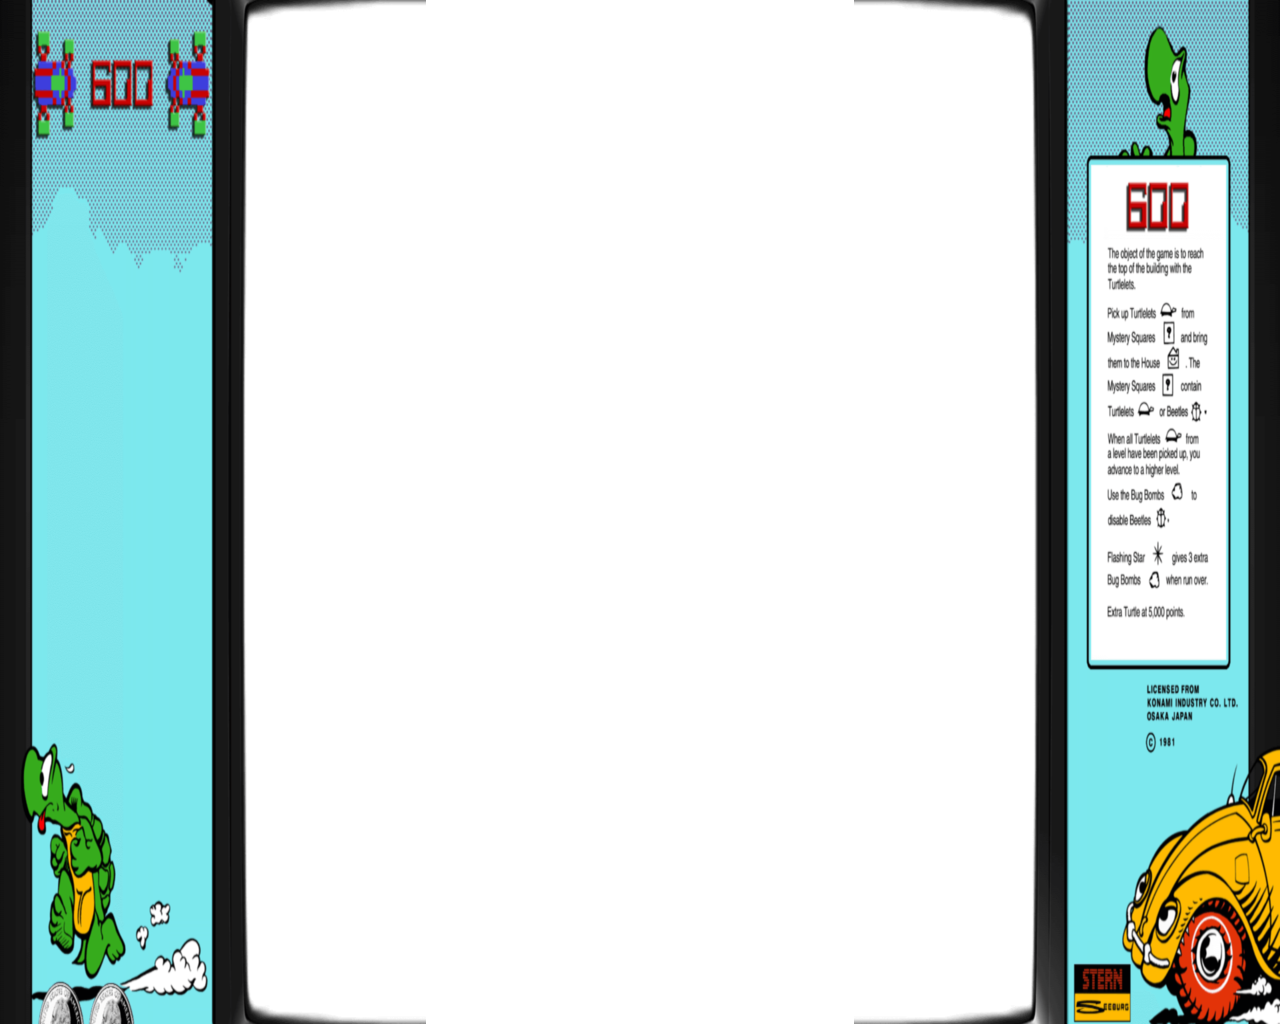 600
600
The object of the game is to reach
the top of the building with the
Turtlelets.
Pick up Turtlelets from
Mystery Squares and bring
them to the House . The
Mystery Squares contain
Turtlelets or Beetles .
When all Turtlelets from
a level have been picked up, you
advance to a higher level.
Use the Bug Bombs to
disable Beetles .
Flashing Star gives 3 extra
Bug Bombs when run over.
Extra Turtle at 5,000 points.
LICENSED FROM
KONAMI INDUSTRY CO. LTD.
OSAKA JAPAN
© 1981
STERN
SEEBURG